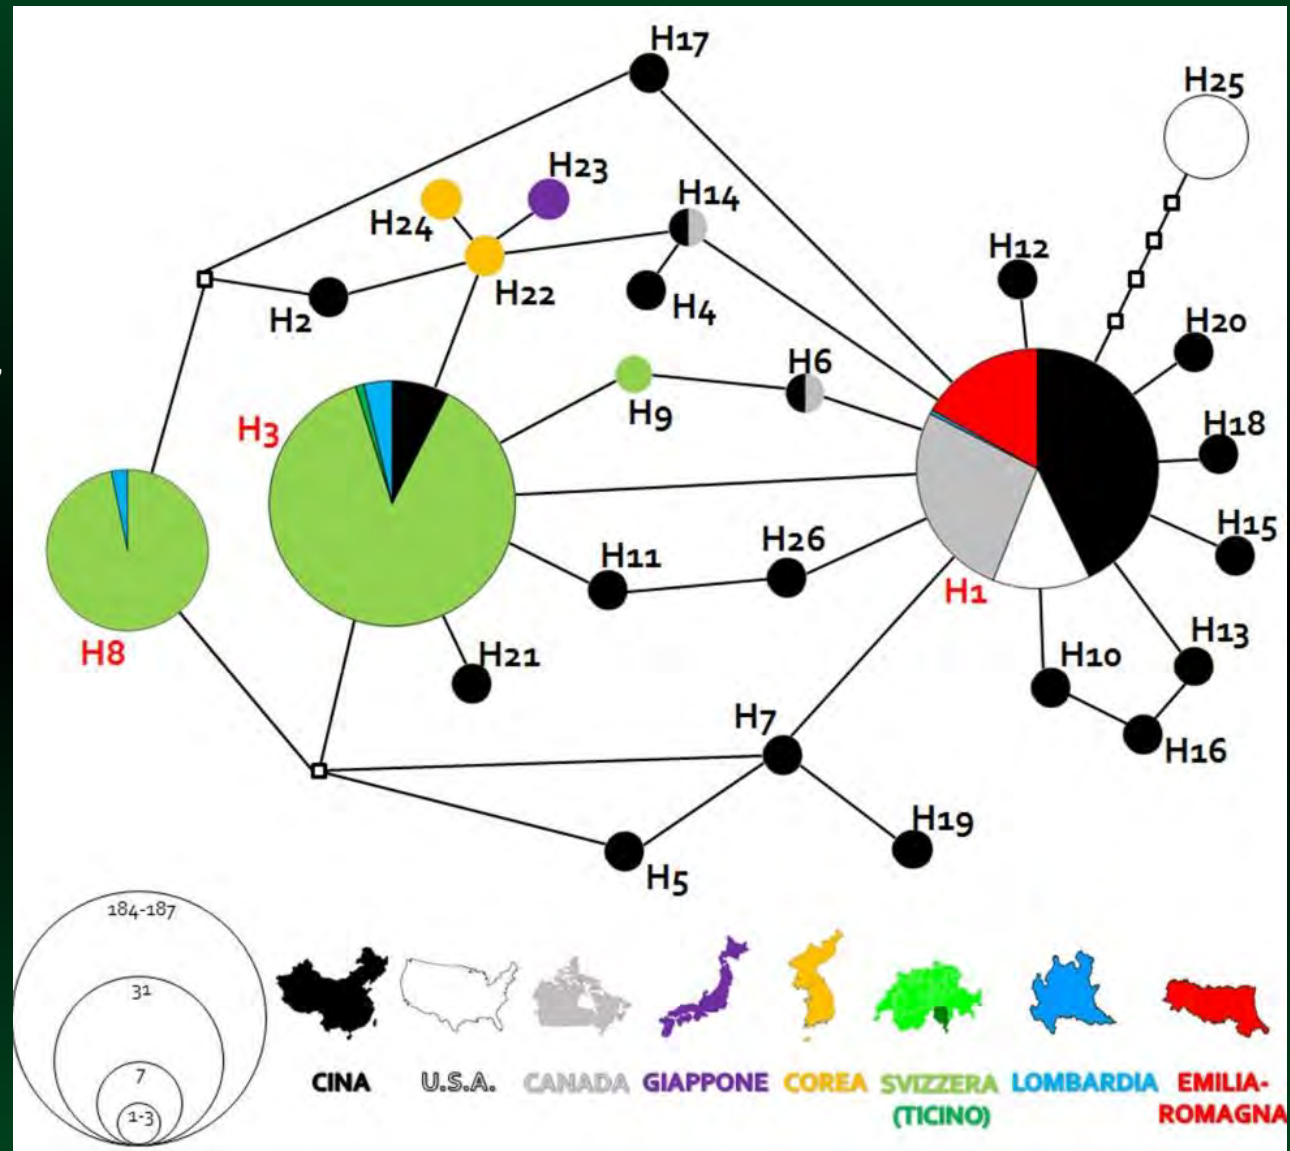 H17
H25
H23
H14
H24
H12
H22
H2
H4
H20
H6
H9
H3
H18
H15
H11
H26
H1
H8
H21
H13
H10
H7
H16
H19
H5
184-187
31
7
1-3
CINA
U.S.A.
CANADA
GIAPPONE
COREA
SVIZZERA
(TICINO)
LOMBARDIA
EMILIA-
ROMAGNA